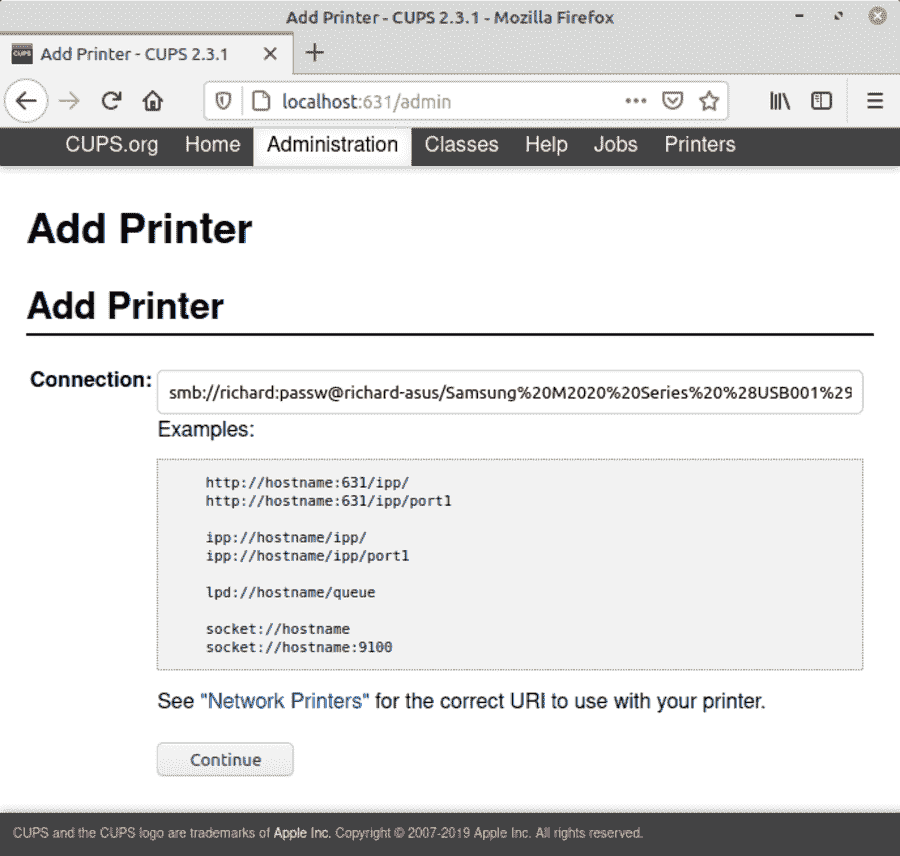 Add Printer - CUPS 2.3.1 - Mozilla Firefox
CUPS Add Printer - CUPS 2.3.1
localhost:631/admin
CUPS.org Home Administration Classes Help Jobs Printers
Add Printer
Add Printer
Connection: smb://richard:passw@richard-asus/Samsung%20M2020%20Series%20%28USB001%29
Examples:
http://hostname:631/ipp/
http://hostname:631/ipp/port1
ipp://hostname/ipp/
ipp://hostname/ipp/port1
lpd://hostname/queue
socket://hostname
socket://hostname:9100
See "Network Printers" for the correct URI to use with your printer.
Continue
CUPS and the CUPS logo are trademarks of Apple Inc. Copyright © 2007-2019 Apple Inc. All rights reserved.